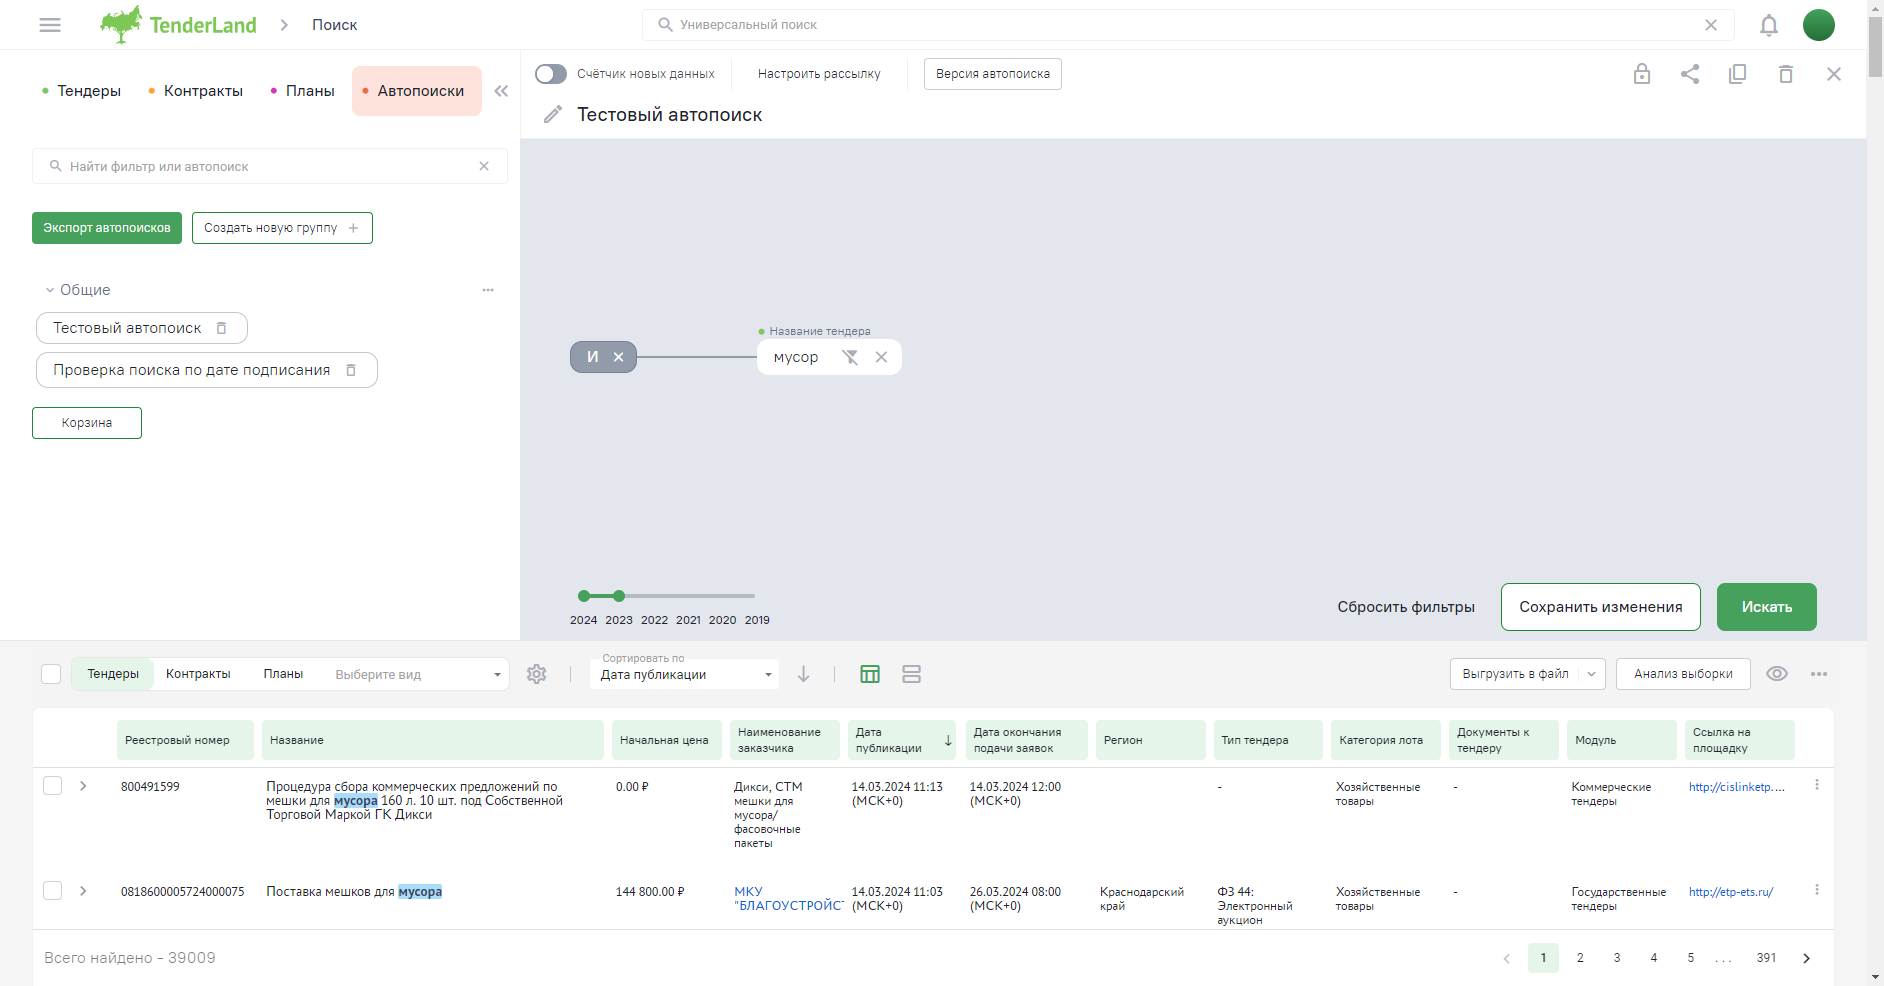 TenderLand
Поиск
Универсальный поиск
Тендеры
Контракты
Планы
Автопоиски
Счётчик новых данных
Настроить рассылку
Версия автопоиска
Тестовый автопоиск
Найти фильтр или автопоиск
Экспорт автопоисков
Создать новую группу
Общие
Тестовый автопоиск
Проверка поиска по дате подписания
Корзина
Название тендера
И
мусор
2024 2023 2022 2021 2020 2019
Сбросить фильтры
Сохранить изменения
Искать
Тендеры
Контракты
Планы
Выберите вид
Сортировать по
Дата публикации
Выгрузить в файл
Анализ выборки
Реестровый номер
Название
Начальная цена
Наименование
заказчика
Дата
публикации
Дата окончания
подачи заявок
Регион
Тип тендера
Категория лота
Документы к
тендеру
Модуль
Ссылка на
площадку
800491599
Процедура сбора коммерческих предложений по
мешки для мусора 160 л. 10 шт. под Собственной
Торговой Маркой ГК Дикси
0.00 ₽
Дикси, СТМ
мешки для
мусора/
фасовочные
пакеты
14.03.2024 11:13
(МСК+0)
14.03.2024 12:00
(МСК+0)
-
Хозяйственные
товары
-
Коммерческие
тендеры
http://cislinketp....
0818600005724000075
Поставка мешков для мусора
144 800.00 ₽
МКУ
"БЛАГОУСТРОЙСТ
14.03.2024 11:03
(МСК+0)
26.03.2024 08:00
(МСК+0)
Краснодарский
край
ФЗ 44:
Электронный
аукцион
Хозяйственные
товары
-
Государственные
тендеры
http://etp-ets.ru/
Всего найдено - 39009
1 2 3 4 5 ... 391